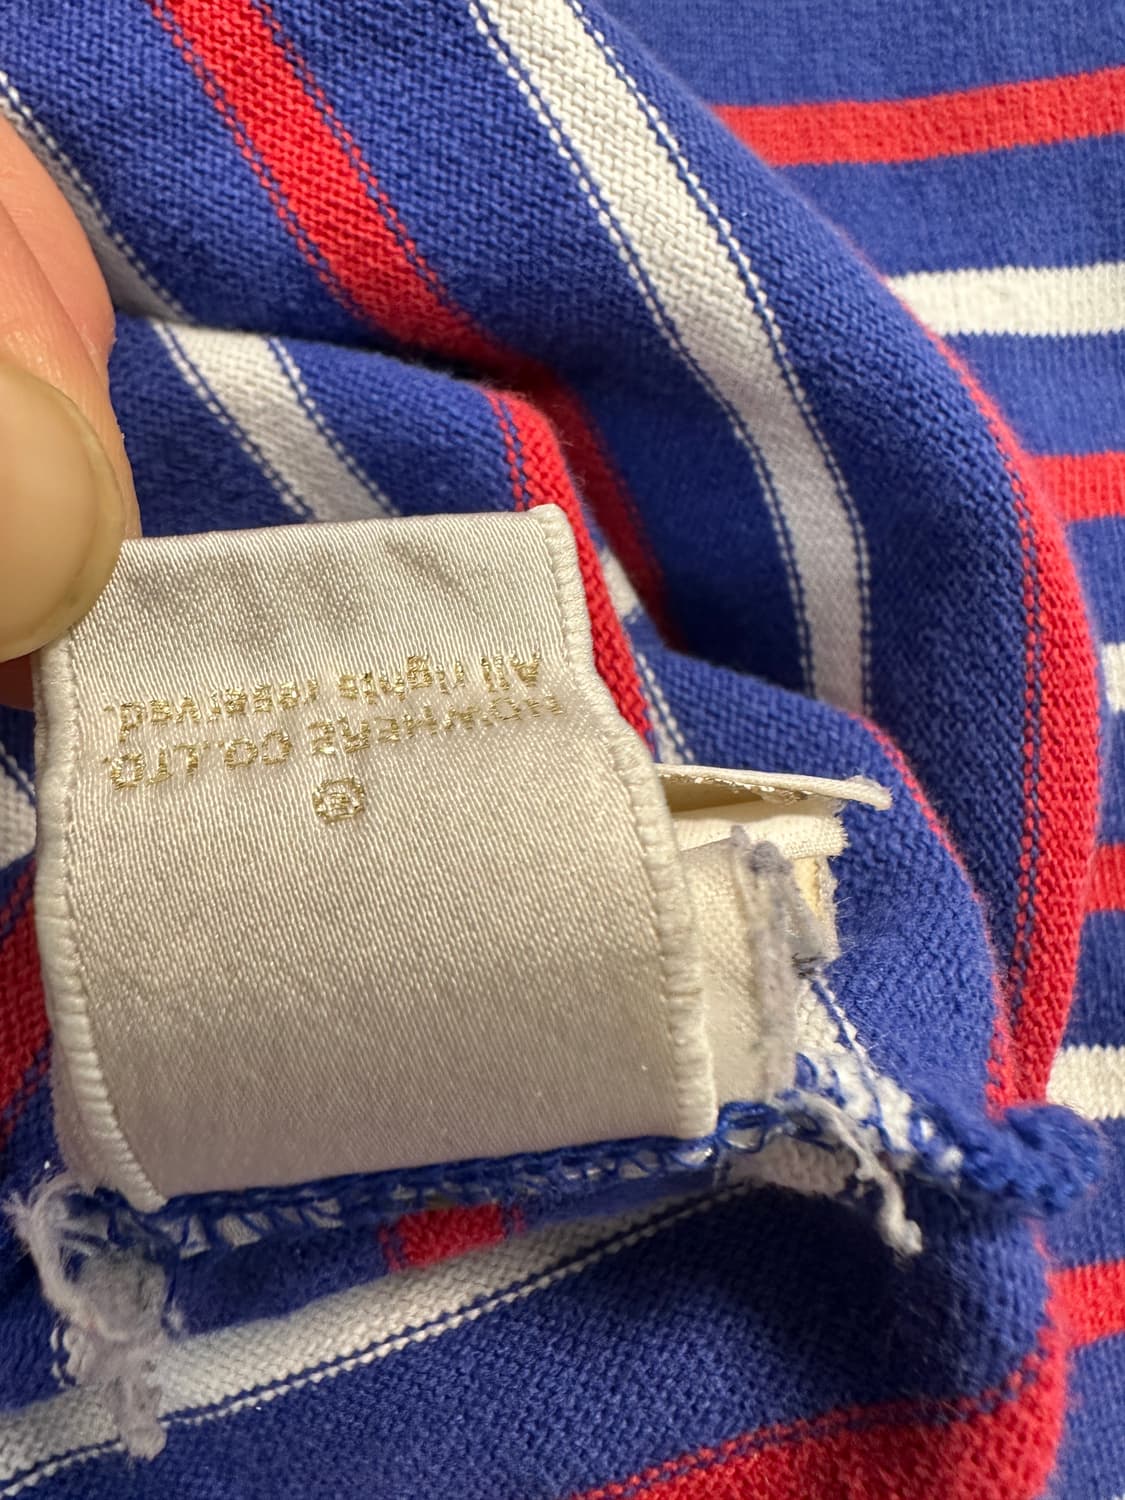 ®
NOWHERE CO.,LTD.
All rights reserved.